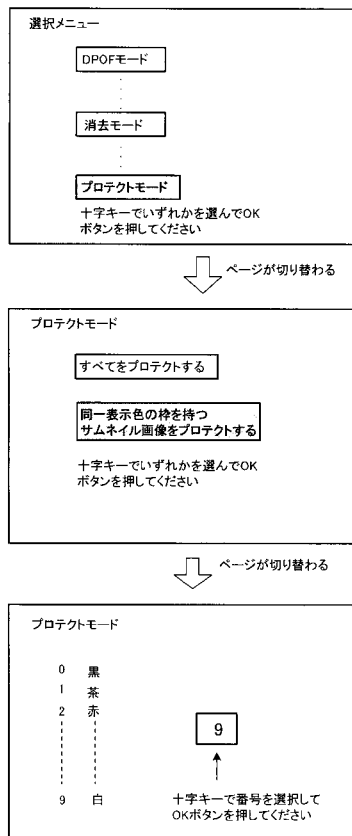 選択メニュー
DPOFモード
消去モード
プロテクトモード
十字キーでいずれかを選んでOK
ボタンを押してください
ページが切り替わる
プロテクトモード
すべてをプロテクトする
同一表示色の枠を持つ
サムネイル画像をプロテクトする
十字キーでいずれかを選んでOK
ボタンを押してください
ページが切り替わる
プロテクトモード
0 黒
1 茶
2 赤
9 白
9
十字キーで番号を選択して
OKボタンを押してください